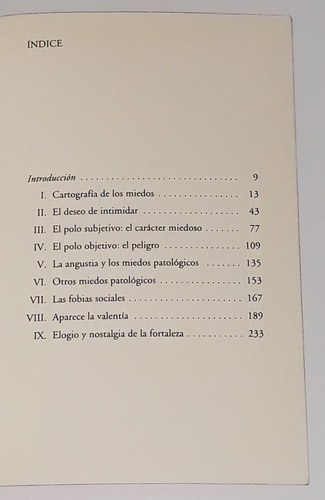 ÍNDICE
Introducción . . . . . . . . . . . . . . . . . . . . . . . . . . . . . . 9
I. Cartografía de los miedos . . . . . . . . . . . . . . . 13
II. El deseo de intimidar . . . . . . . . . . . . . . . . . . 43
III. El polo subjetivo: el carácter miedoso . . . . . . . 77
IV. El polo objetivo: el peligro . . . . . . . . . . . . . . 109
V. La angustia y los miedos patológicos . . . . . . . 135
VI. Otros miedos patológicos . . . . . . . . . . . . . . 153
VII. Las fobias sociales . . . . . . . . . . . . . . . . . . . 167
VIII. Aparece la valentía . . . . . . . . . . . . . . . . . . . 189
IX. Elogio y nostalgia de la fortaleza . . . . . . . . . . . 233